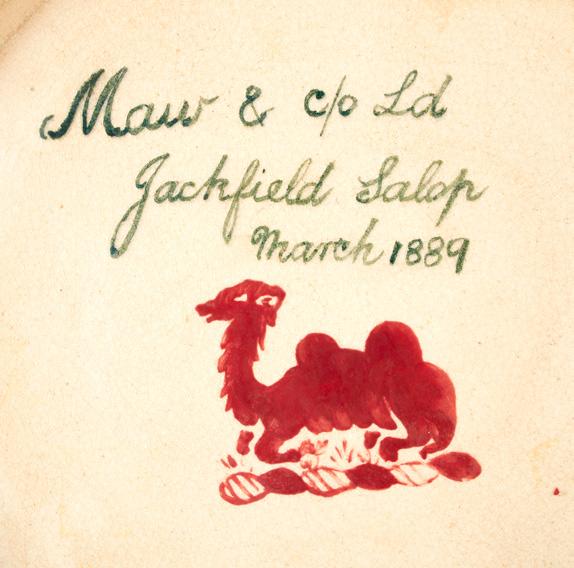 Maw & c/o Ld
Jackfield Salop
March 1889